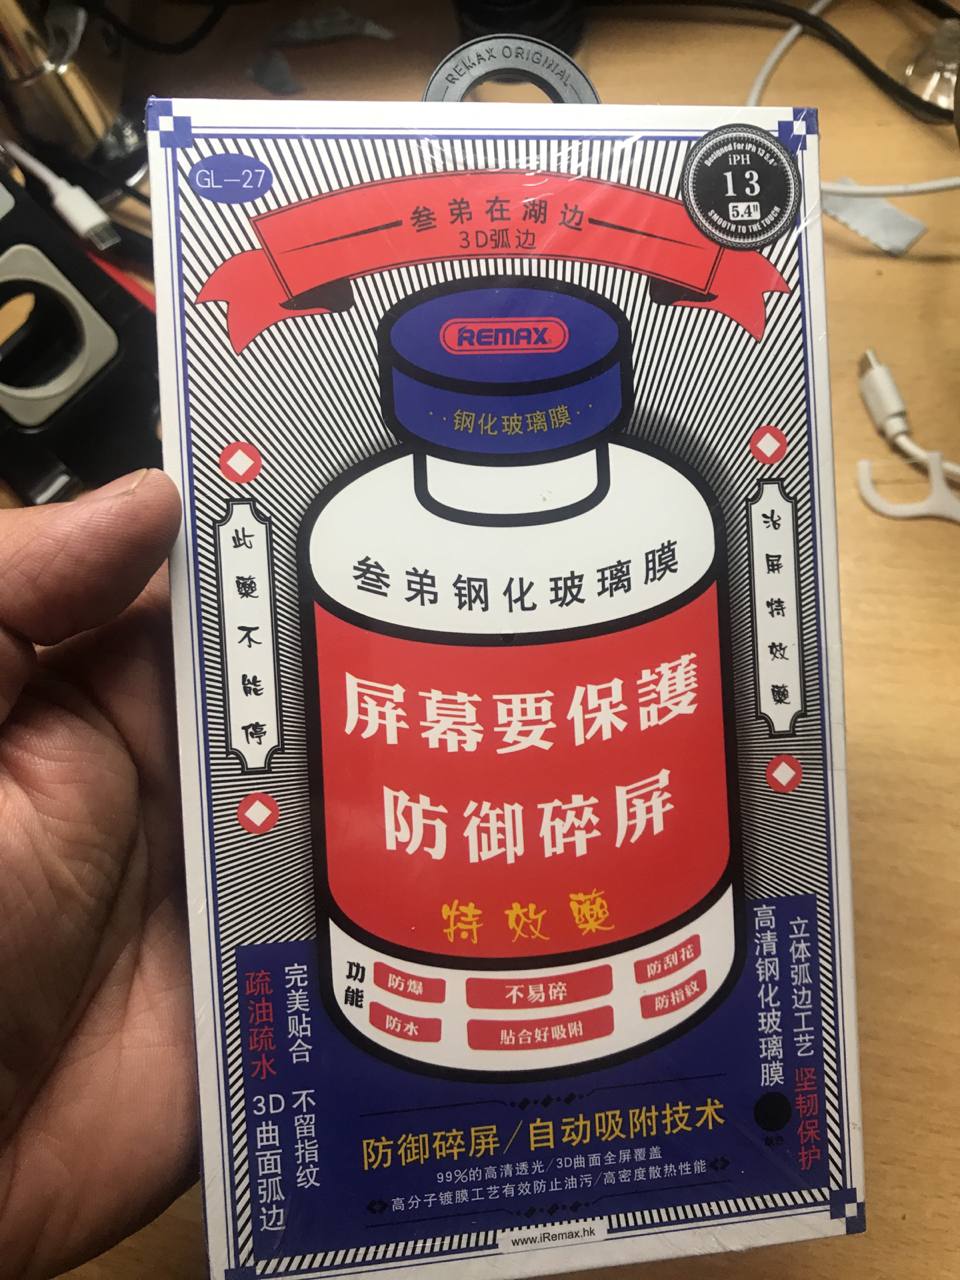 REMAX ORIGINAL
GL-27
Designed For iPh 13 5.4"
iPH
13
5.4"
SMOOTH TO THE TOUCH
叁弟在湖边
3D弧边
REMAX
钢化玻璃膜
叁弟钢化玻璃膜
此藥不能停
治屏特效藥
屏幕要保護
防御碎屏
特效藥
功能
防爆
不易碎
防刮花
防水
貼合好吸附
防指紋
完美贴合 不留指纹
疏油疏水 3D曲面弧边
立体弧边工艺 坚韧保护
高清钢化玻璃膜
防御碎屏/自动吸附技术
99%的高清透光/3D曲面全屏覆盖
高分子镀膜工艺有效防止油污/高密度散热性能
www.iRemax.hk